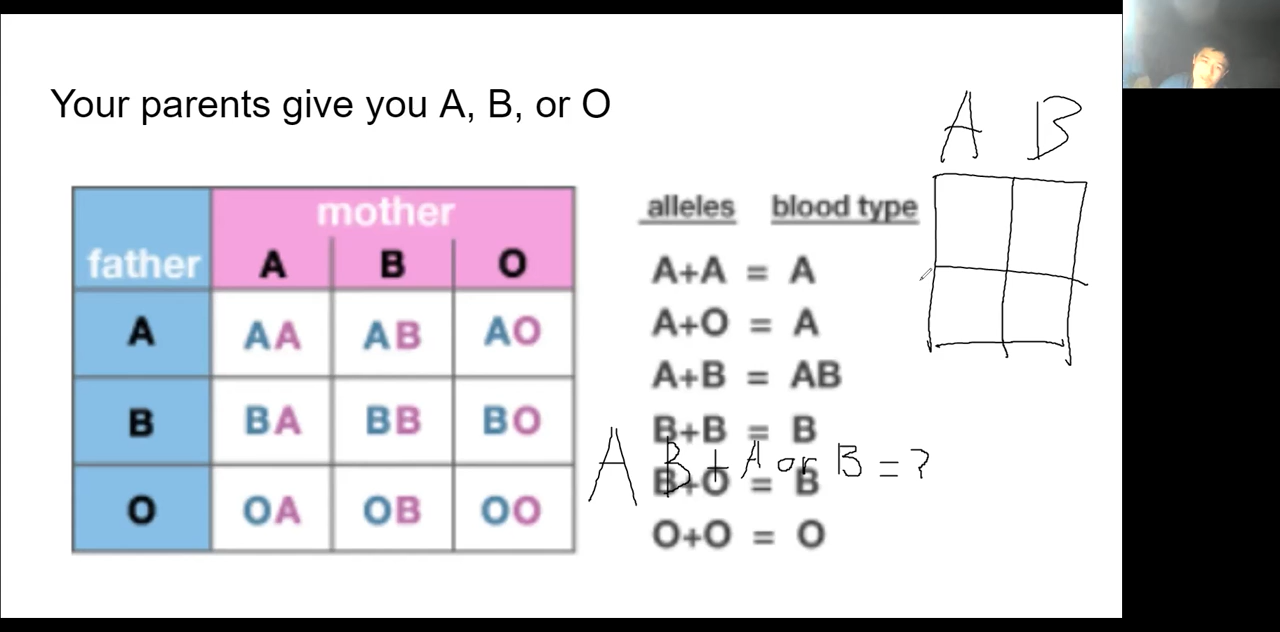 Your parents give you A, B, or O
A B
mother
father A B O
A AA AB AO
B BA BB BO
O OA OB OO
alleles blood type
A+A = A
A+O = A
A+B = AB
B+B = B
A B + A or B = ?
B+O = B
O+O = O